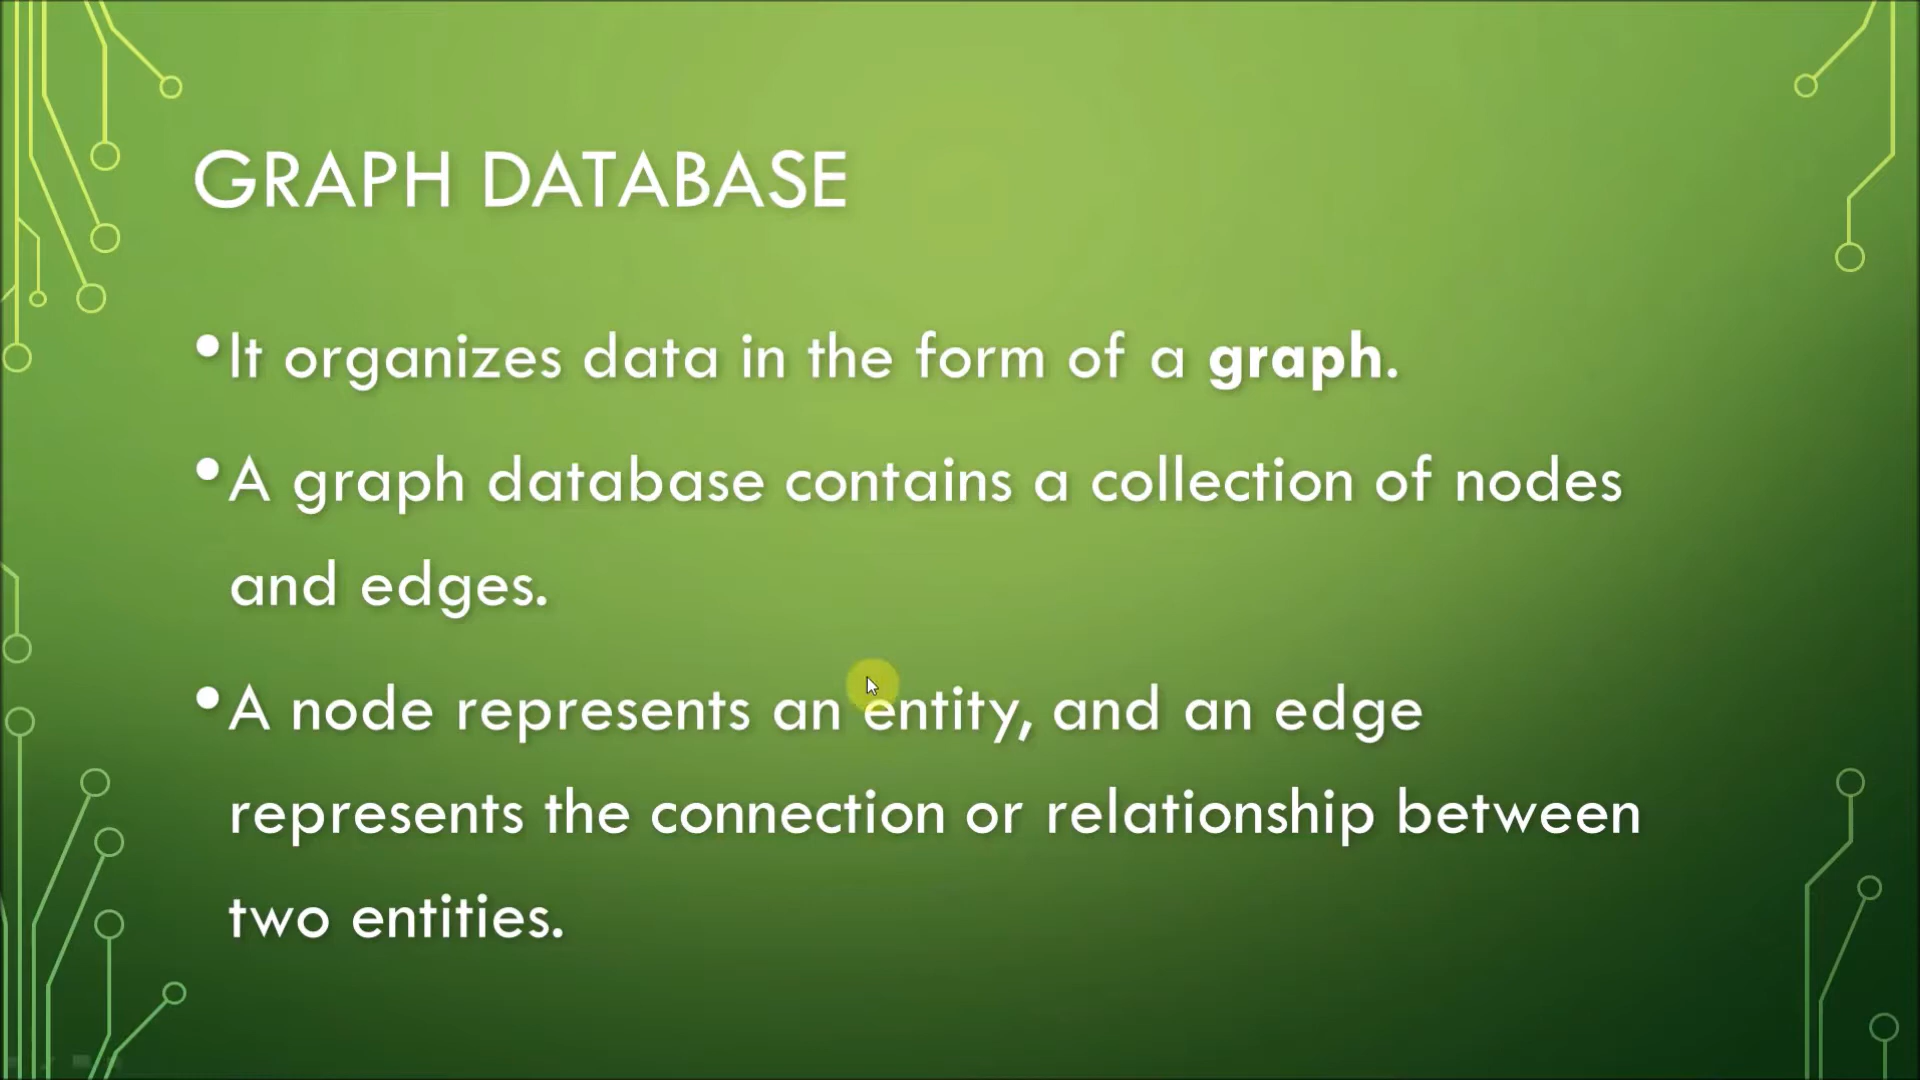 GRAPH DATABASE
•It organizes data in the form of a graph.
•A graph database contains a collection of nodes
and edges.
•A node represents an entity, and an edge
represents the connection or relationship between
two entities.